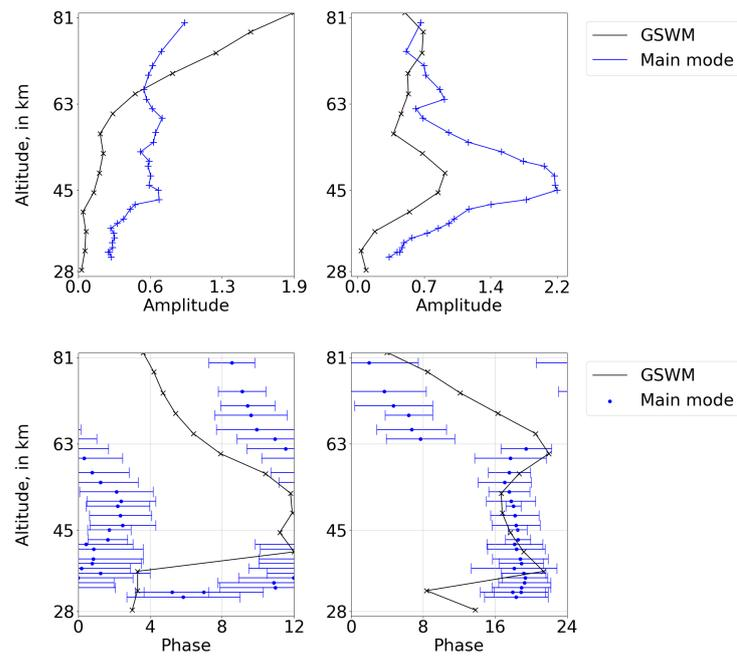 81
63
45
28
Altitude, in km
0.0 0.6 1.3 1.9
Amplitude
81
63
45
28
0.0 0.7 1.4 2.2
Amplitude
GSWM
Main mode
81
63
45
28
Altitude, in km
0 4 8 12
Phase
81
63
45
28
0 8 16 24
Phase
GSWM
Main mode